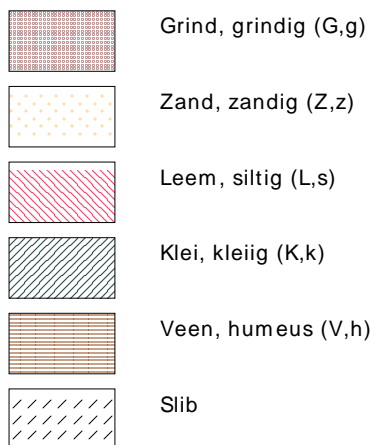 Grind, grindig (G,g)
Zand, zandig (Z,z)
Leem, siltig (L,s)
Klei, kleiig (K,k)
Veen, humeus (V,h)
Slib